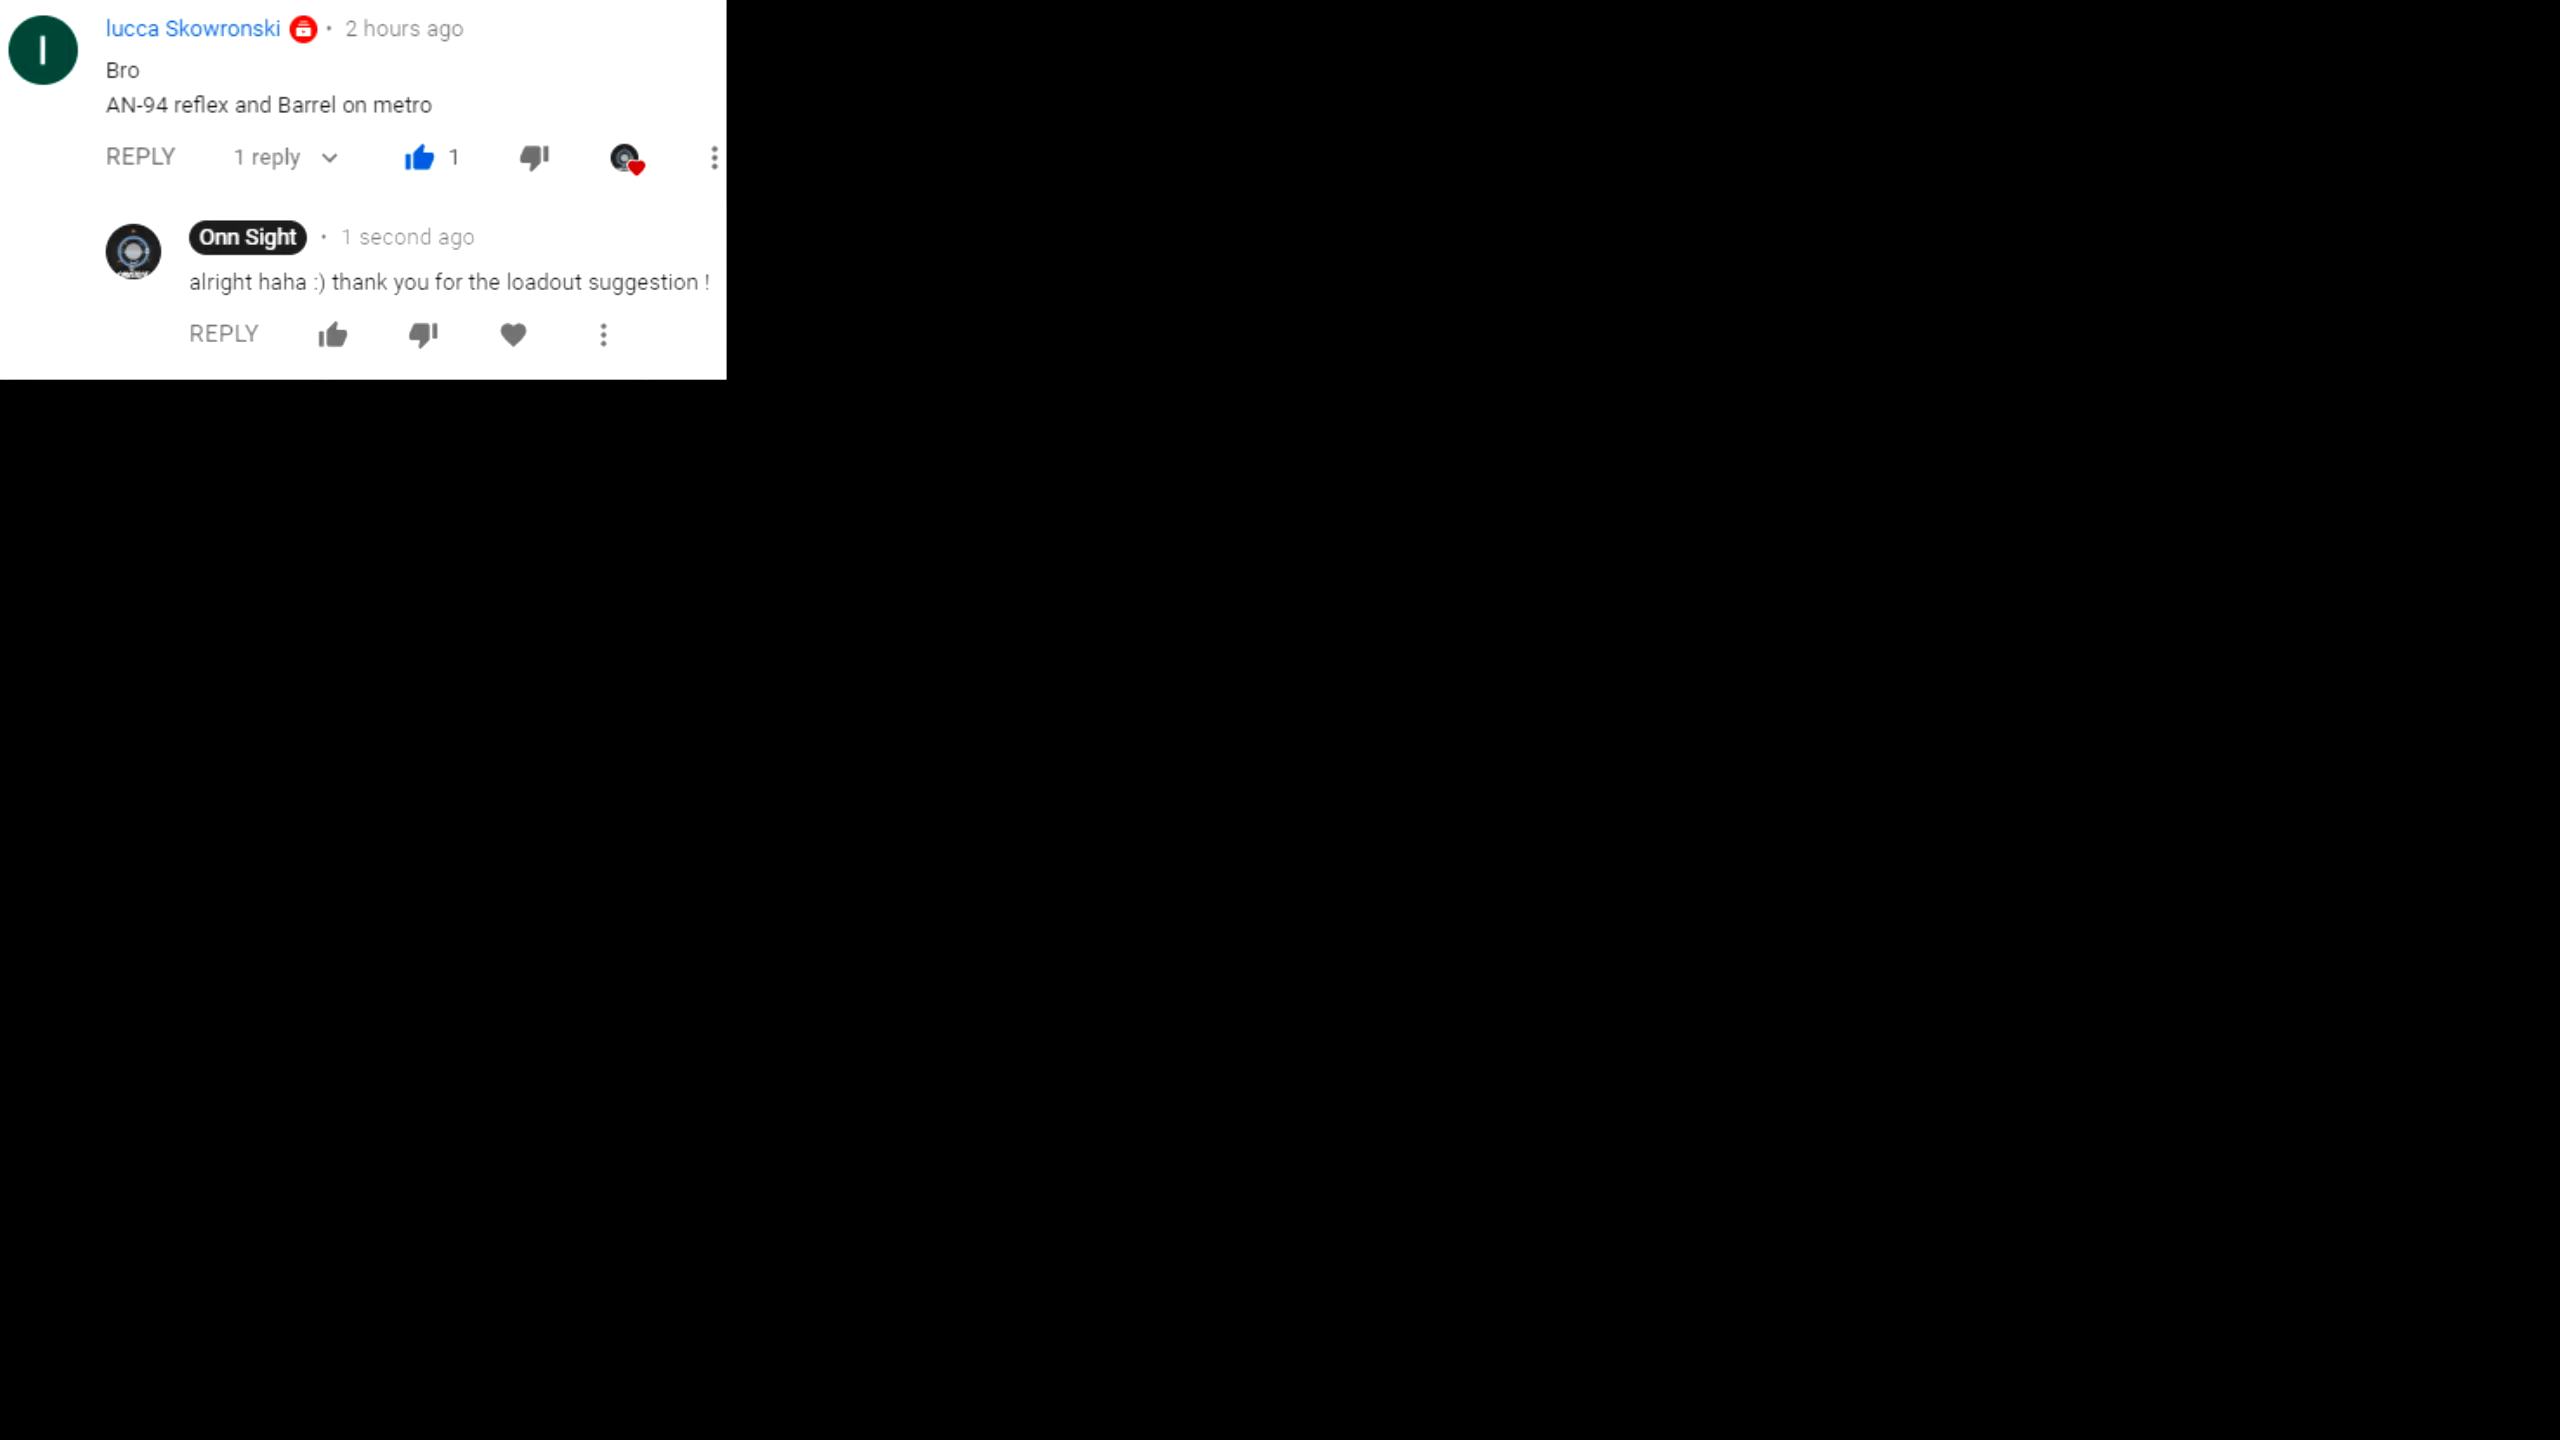 lucca Skowronski • 2 hours ago
Bro
AN-94 reflex and Barrel on metro
REPLY 1 reply 1
Onn Sight • 1 second ago
alright haha :) thank you for the loadout suggestion !
REPLY